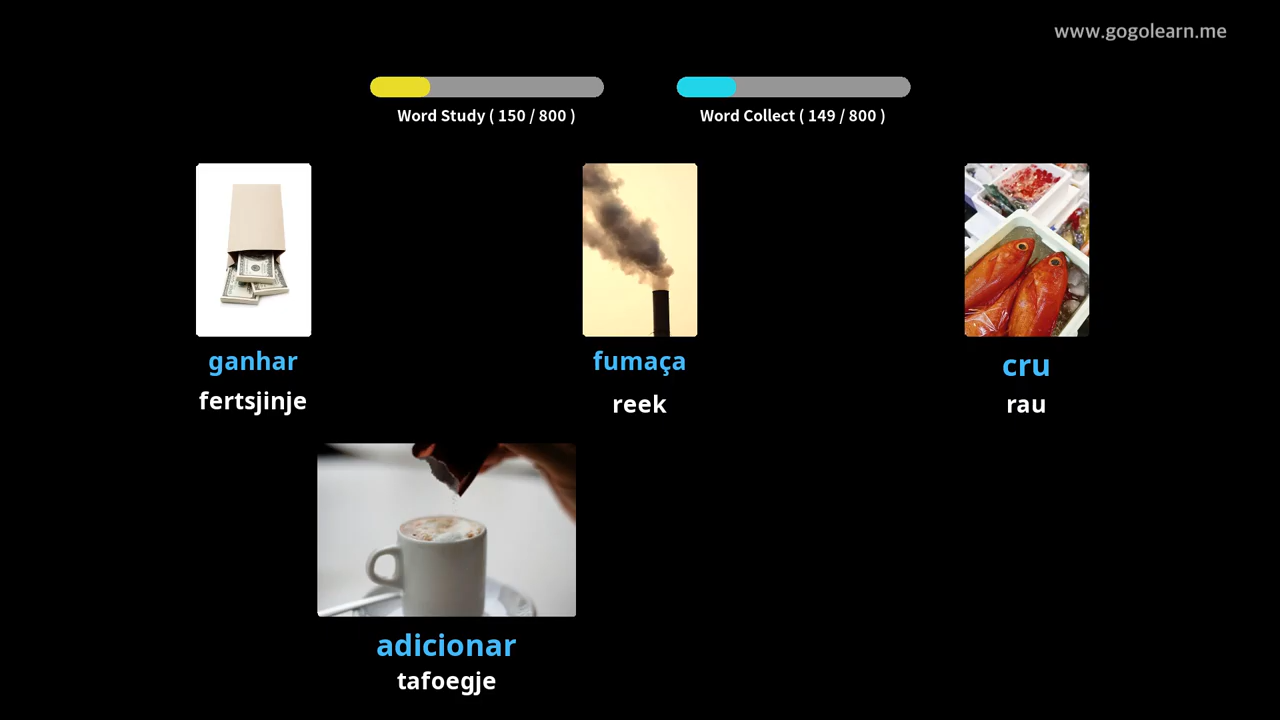 www.gogolearn.me
Word Study ( 150 / 800 )
Word Collect ( 149 / 800 )
ganhar
fertsjinje
fumaça
reek
cru
rau
adicionar
tafoegje